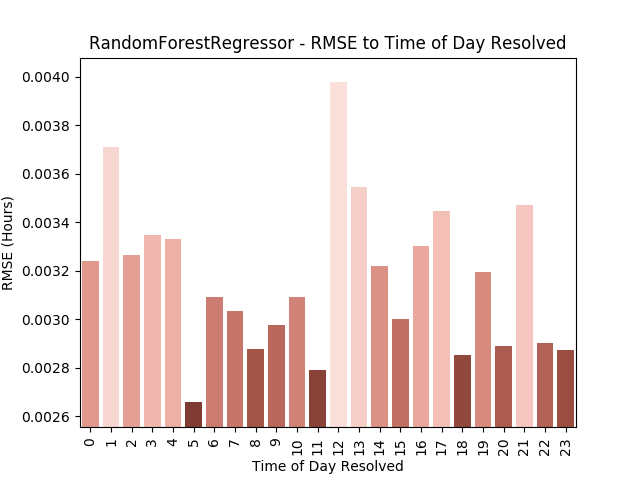 RandomForestRegressor - RMSE to Time of Day Resolved
0.0040
0.0038
0.0036
0.0034
0.0032
0.0030
0.0028
0.0026
RMSE (Hours)
0 1 2 3 4 5 6 7 8 9 10 11 12 13 14 15 16 17 18 19 20 21 22 23
Time of Day Resolved